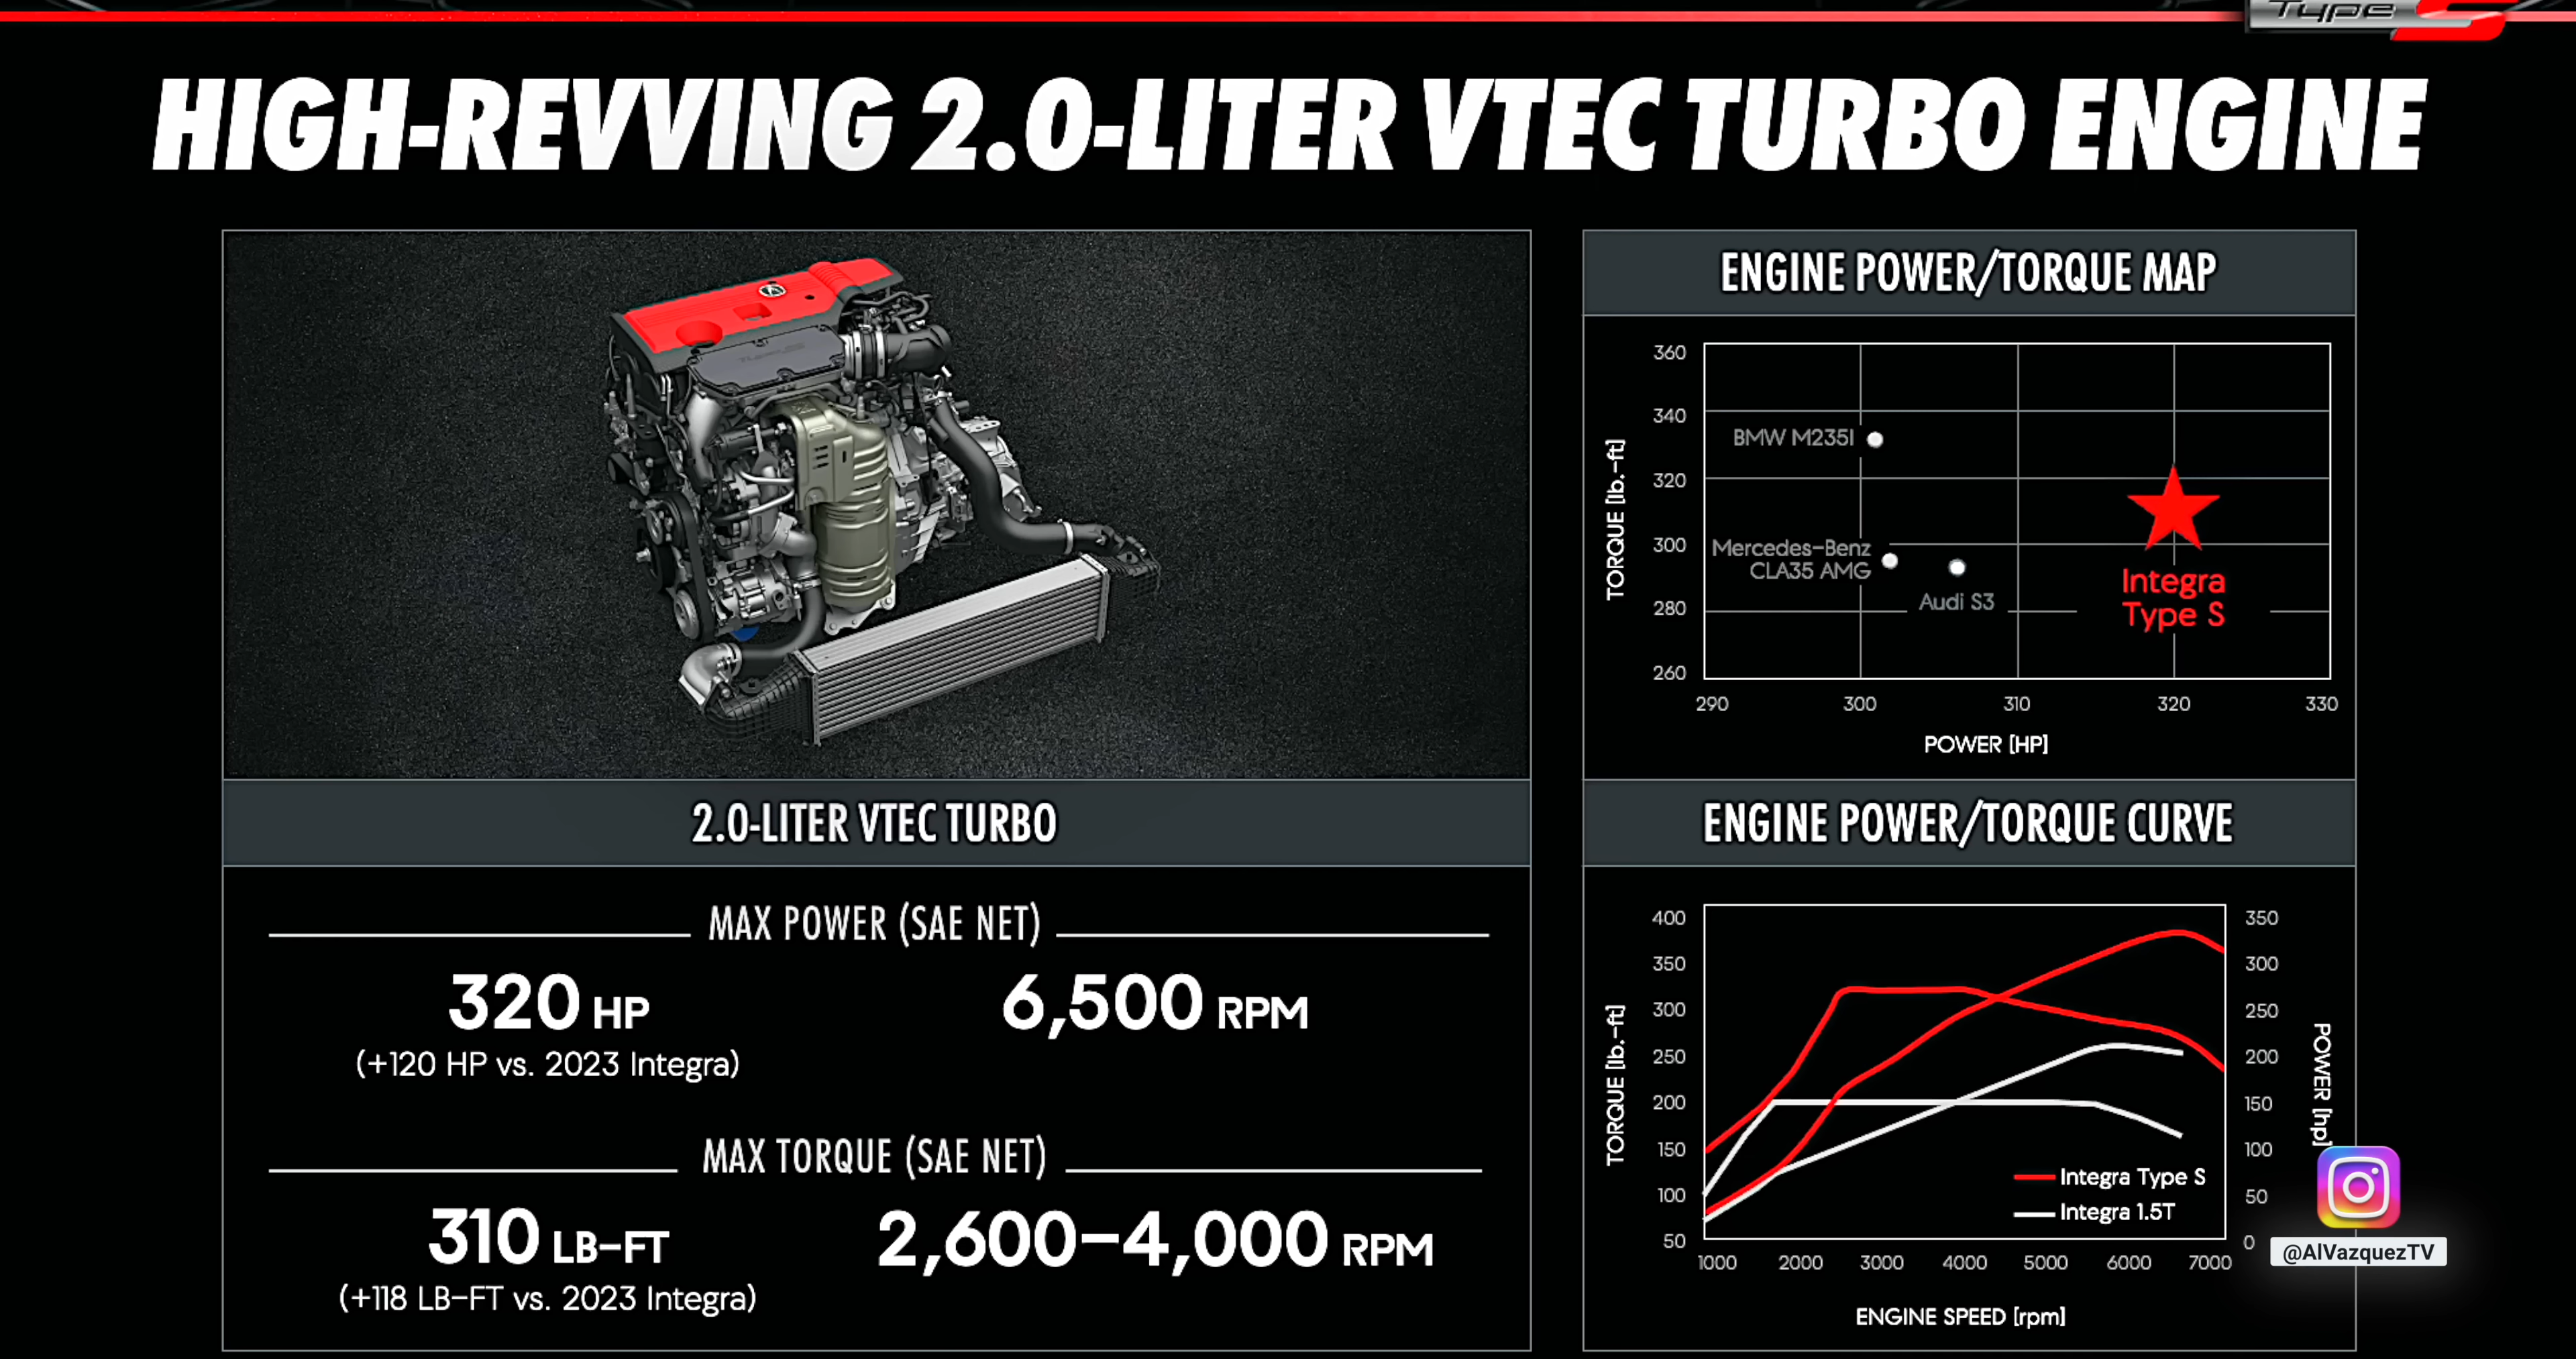 Type S
HIGH-REVVING 2.0-LITER VTEC TURBO ENGINE
2.0-LITER VTEC TURBO
MAX POWER (SAE NET)
320 HP
6,500 RPM
(+120 HP vs. 2023 Integra)
MAX TORQUE (SAE NET)
310 LB-FT
2,600-4,000 RPM
(+118 LB-FT vs. 2023 Integra)
ENGINE POWER/TORQUE MAP
TORQUE [lb.-ft]
360
340
320
300
280
260
BMW M235I
Mercedes-Benz
CLA35 AMG
Audi S3
Integra
Type S
290 300 310 320 330
POWER [HP]
ENGINE POWER/TORQUE CURVE
TORQUE [lb.-ft]
400
350
300
250
200
150
100
50
350
300
250
200
150
100
50
0
POWER [hp]
Integra Type S
Integra 1.5T
1000 2000 3000 4000 5000 6000 7000
ENGINE SPEED [rpm]
@AlVazquezTV